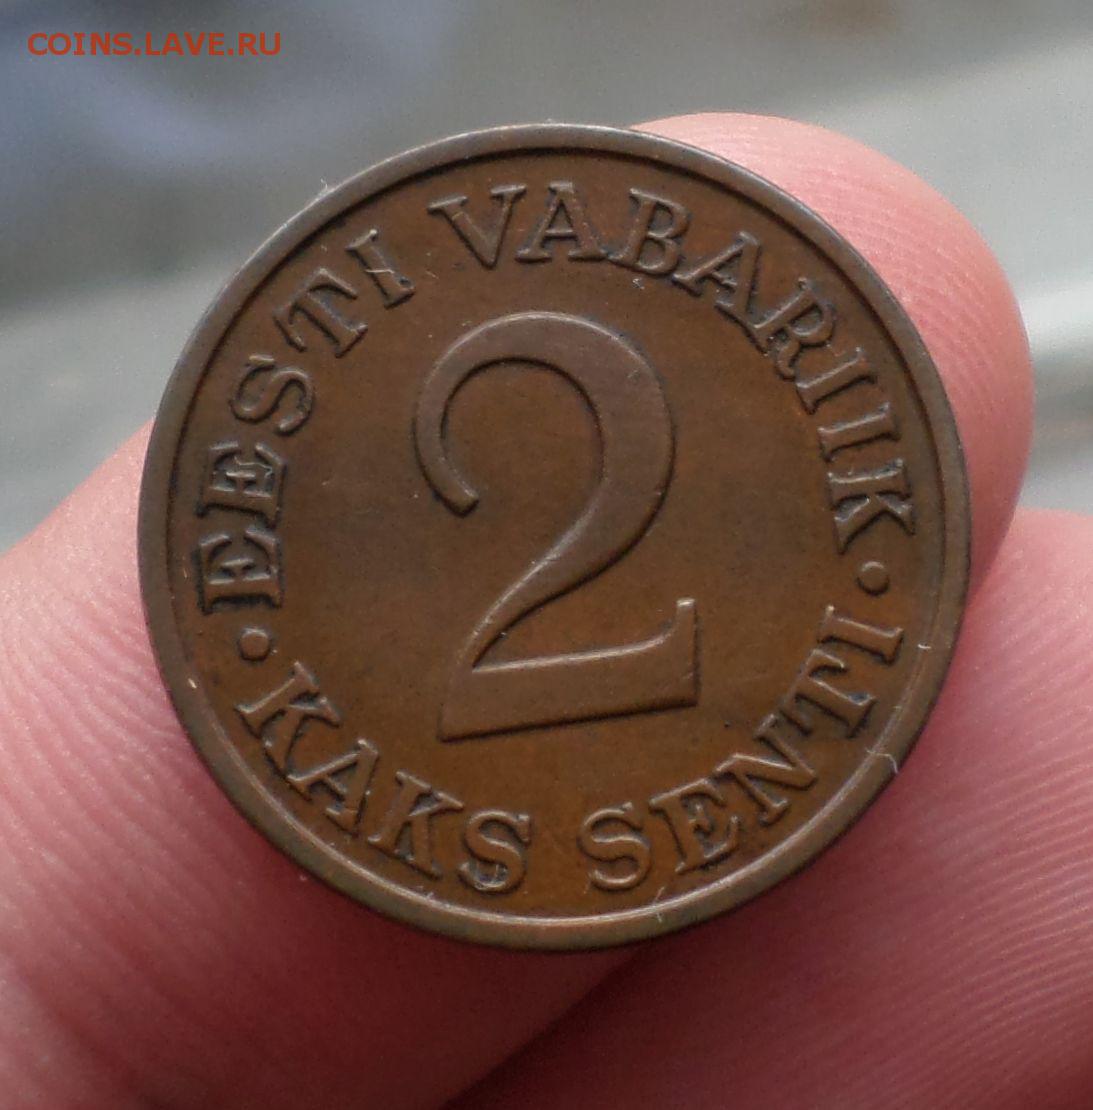 COINS.LAVE.RU
· EESTI VABARIIK ·
2
KAKS SENTI